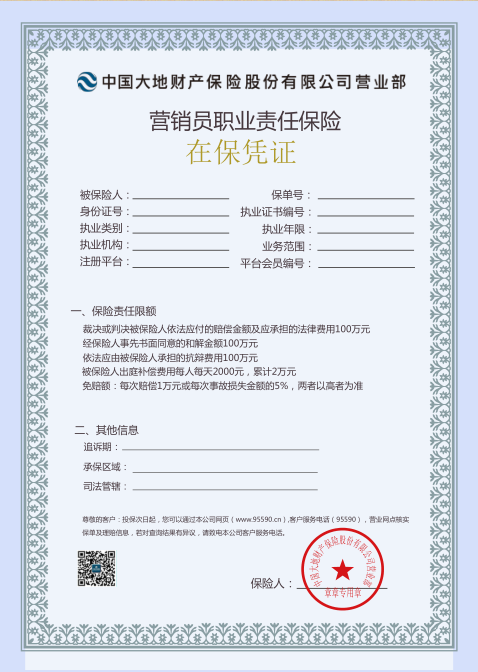 中国大地财产保险股份有限公司营业部
营销员职业责任保险
在保凭证
被保险人： 保单号：
身份证号： 执业证书编号：
执业类别： 执业年限：
执业机构： 业务范围：
注册平台： 平台会员编号：
一、保险责任限额
裁决或判决被保险人依法应付的赔偿金额及应承担的法律费用100万元
经保险人事先书面同意的和解金额100万元
依法应由被保险人承担的抗辩费用100万元
被保险人出庭补偿费用每人每天2000元，累计2万元
免赔额：每次赔偿1万元或每次事故损失金额的5%，两者以高者为准
二、其他信息
追诉期：
承保区域：
司法管辖：
尊敬的客户：投保次日起，您可以通过本公司网页（www.95590.cn）,客户服务电话（95590），营业网点核实
保单及理赔信息，若对查询结果有异议，请致电本公司客户服务电话。
保险人：
中国大地财产保险股份有限公司营业部
章章专用章